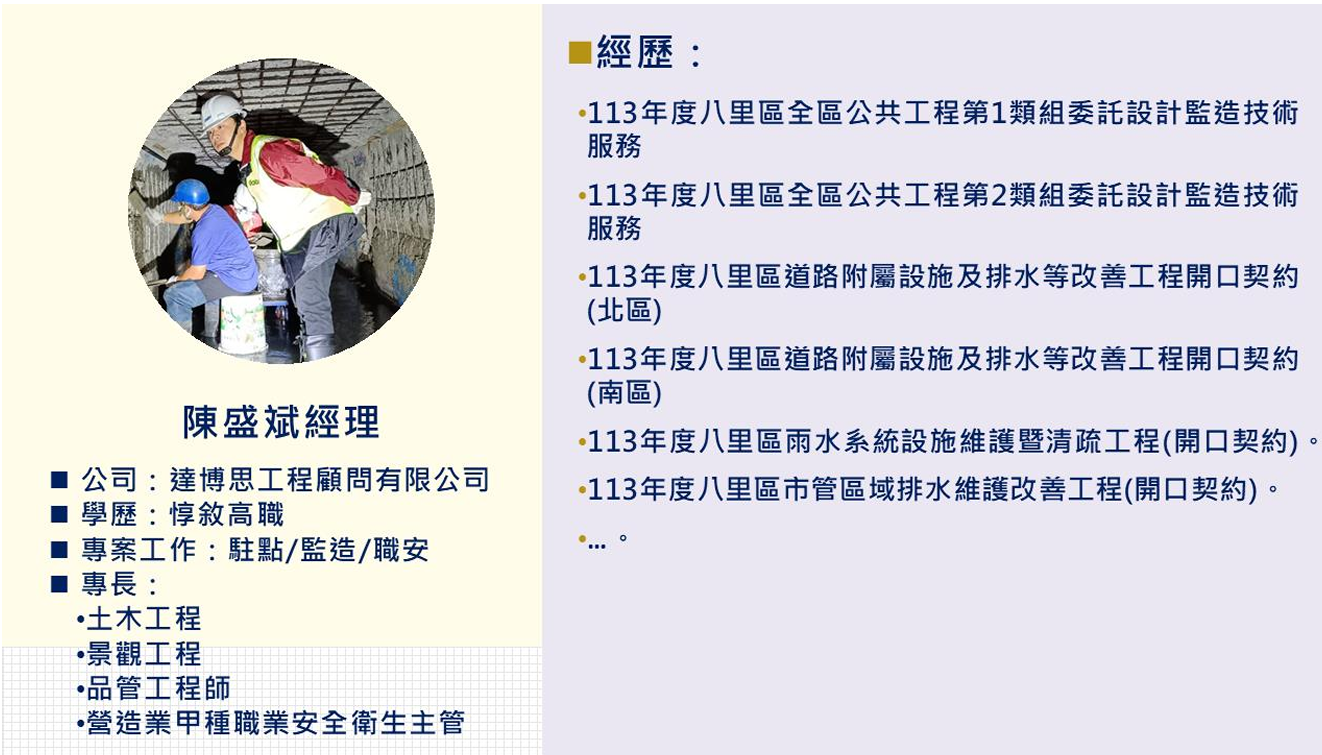 陳盛斌經理
■ 公司：達博思工程顧問有限公司
■ 學歷：惇敘高職
■ 專案工作：駐點/監造/職安
■ 專長：
•土木工程
•景觀工程
•品管工程師
•營造業甲種職業安全衛生主管
■經歷：
•113年度八里區全區公共工程第1類組委託設計監造技術
服務
•113年度八里區全區公共工程第2類組委託設計監造技術
服務
•113年度八里區道路附屬設施及排水等改善工程開口契約
(北區)
•113年度八里區道路附屬設施及排水等改善工程開口契約
(南區)
•113年度八里區雨水系統設施維護暨清疏工程(開口契約)。
•113年度八里區市管區域排水維護改善工程(開口契約)。
•...。